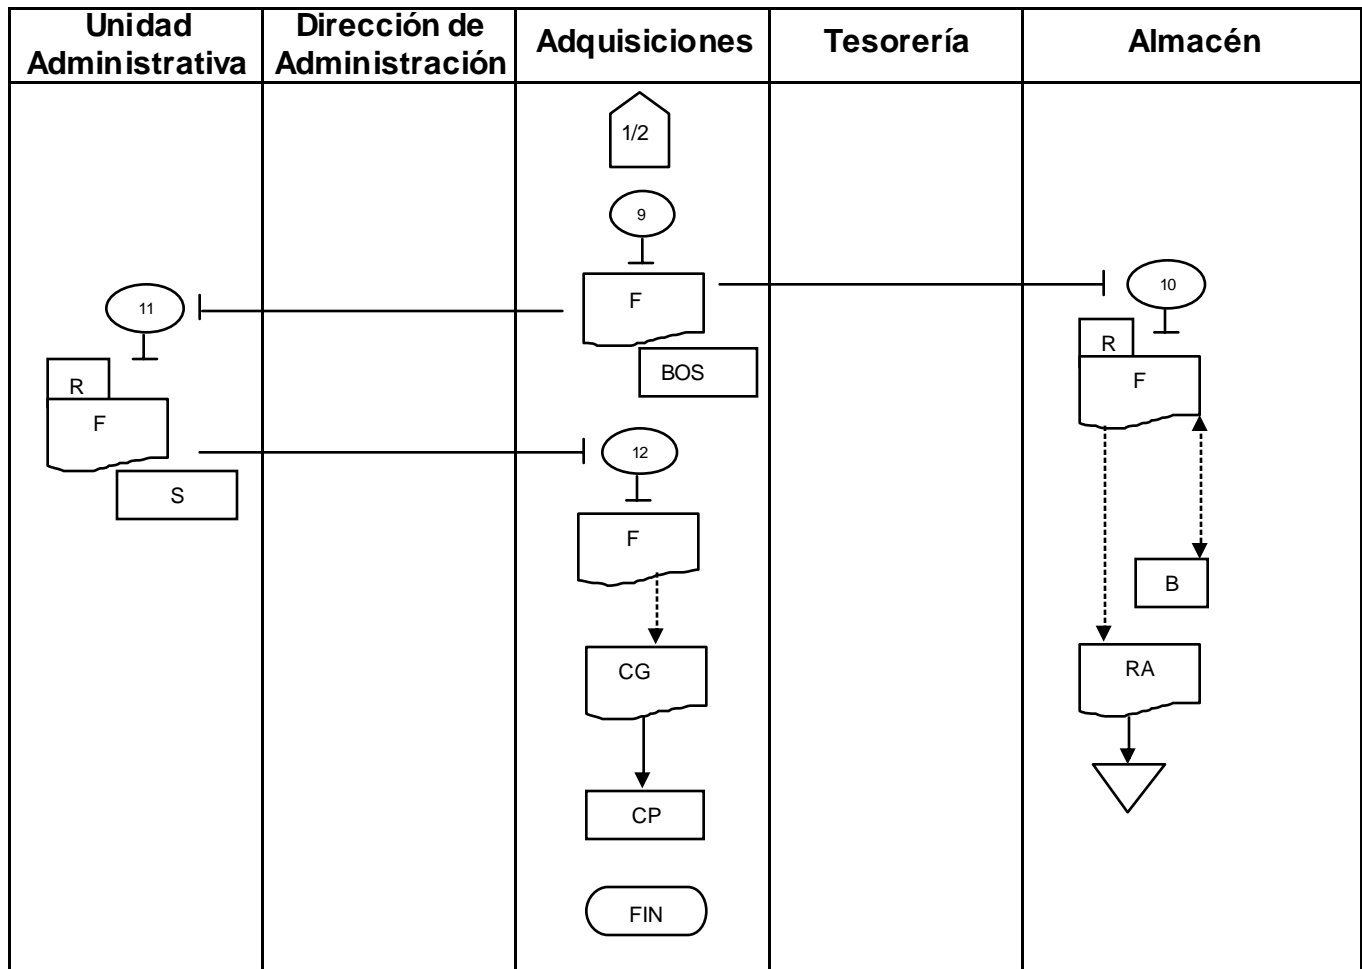 Unidad
Administrativa
Dirección de
Administración
Adquisiciones
Tesorería
Almacén
1/2
9
F
BOS
10
R
F
11
R
F
S
12
F
B
CG
RA
CP
FIN